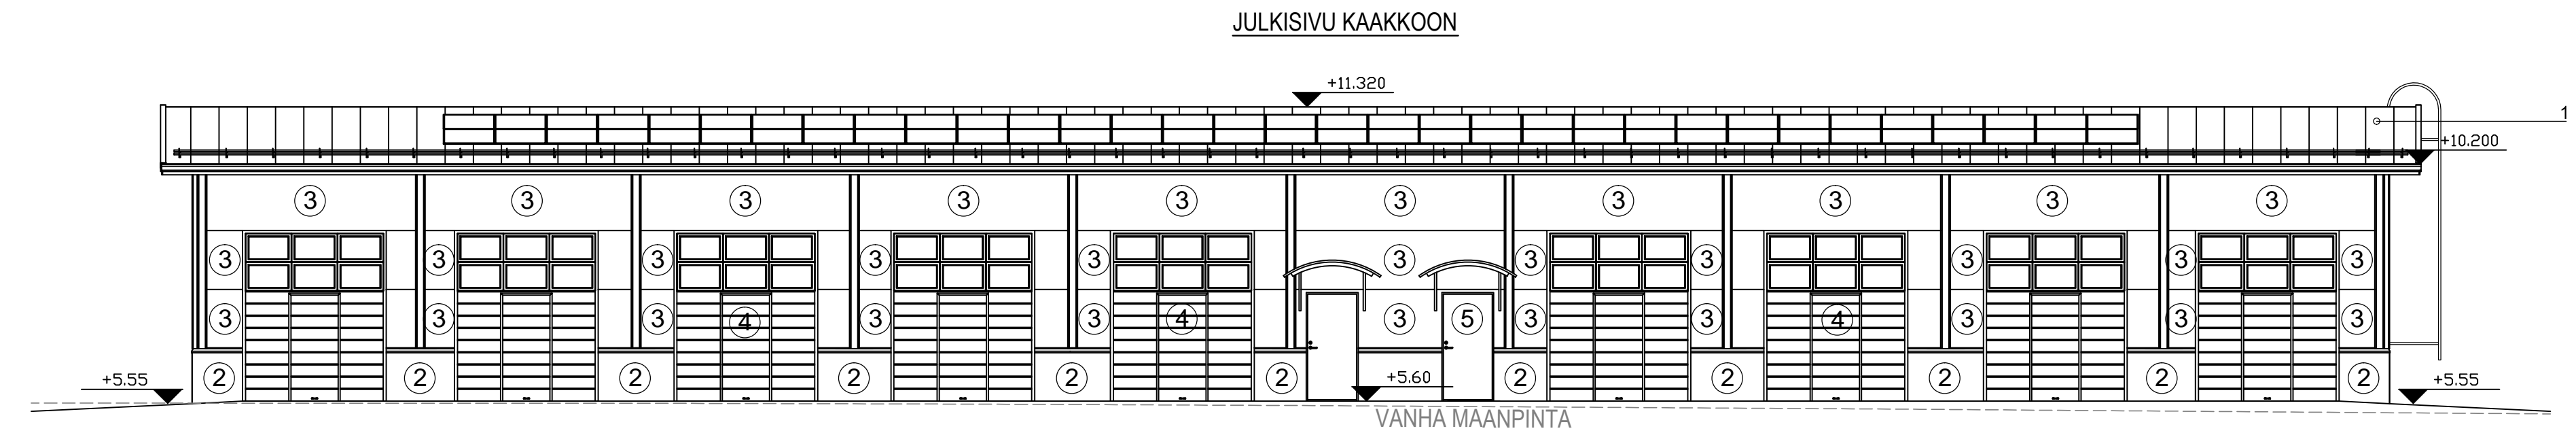 JULKISIVU KAAKKOON
+11.320
1
+10.200
3 3 3 3 3 3 3 3 3 3
3 3 3 3 3 3 3 3 3 3 3
3 3 4 3 3 4 3 5 3 3 4 3 3 3
2 2 2 2 2 2 2 2 2 2 2
+5.55 +5.60 +5.55
VANHA MAANPINTA